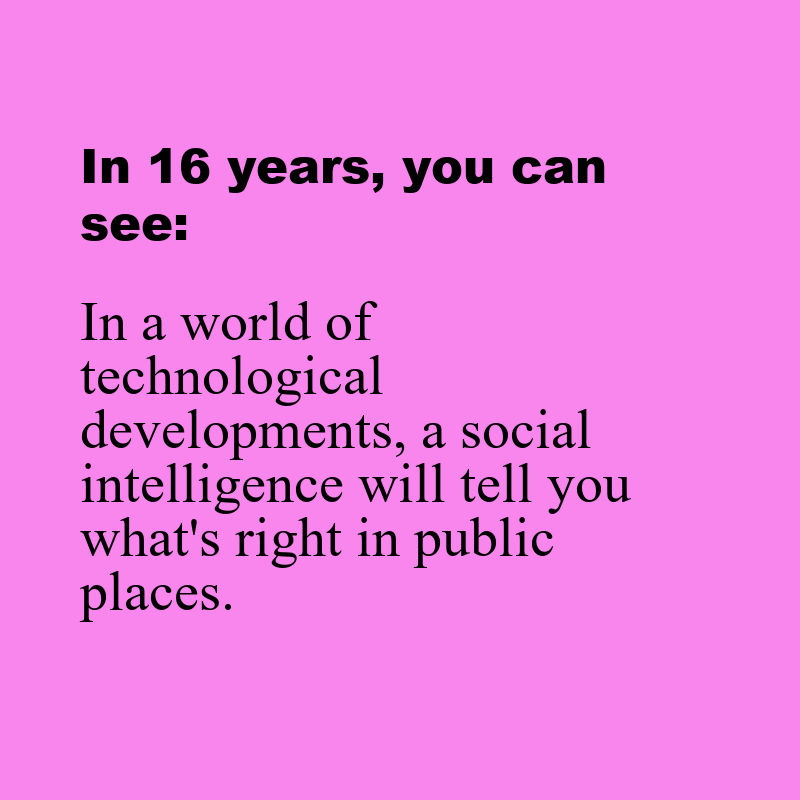 In 16 years, you can
see:
In a world of
technological
developments, a social
intelligence will tell you
what's right in public
places.